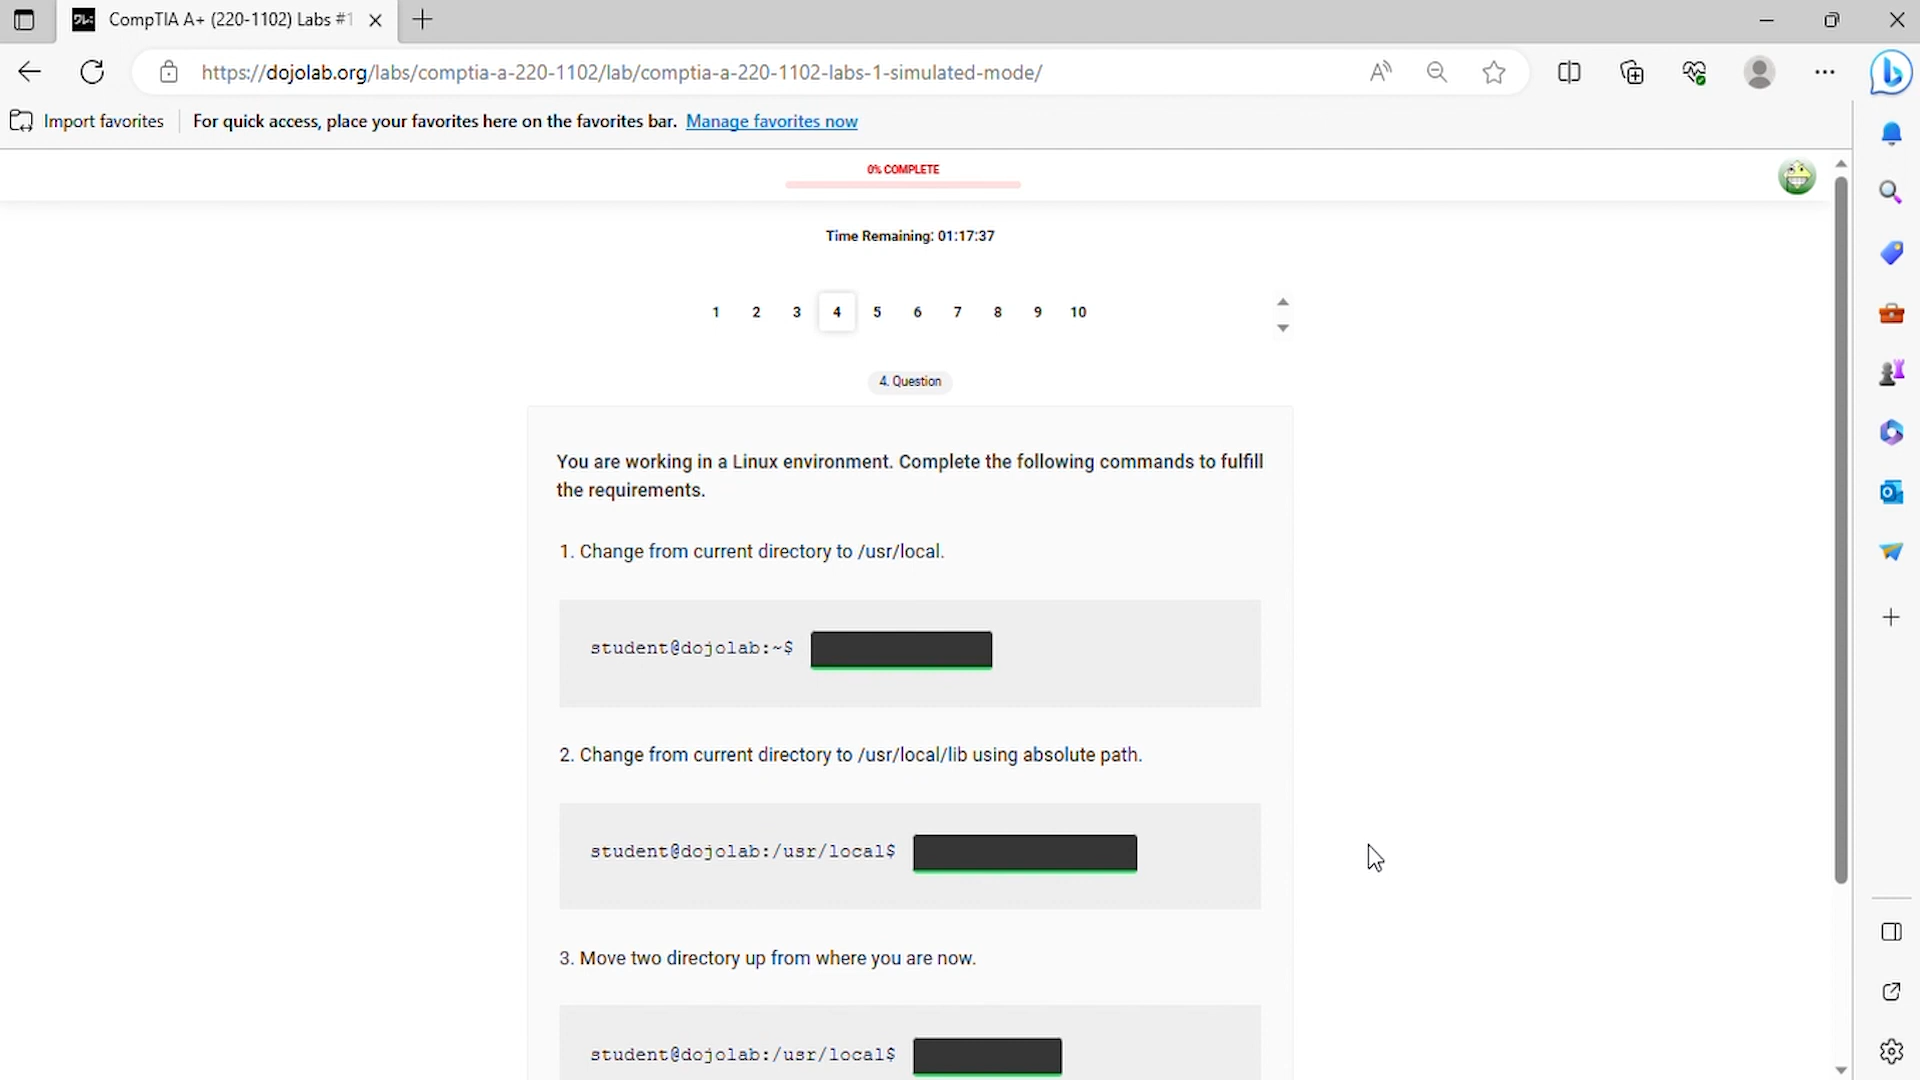 CompTIA A+ (220-1102) Labs #1
https://dojolab.org/labs/comptia-a-220-1102/lab/comptia-a-220-1102-labs-1-simulated-mode/
Import favorites
For quick access, place your favorites here on the favorites bar. Manage favorites now
0% COMPLETE
Time Remaining: 01:17:37
1 2 3 4 5 6 7 8 9 10
4. Question
You are working in a Linux environment. Complete the following commands to fulfill
the requirements.
1. Change from current directory to /usr/local.
student@dojolab:~$
2. Change from current directory to /usr/local/lib using absolute path.
student@dojolab:/usr/local$
3. Move two directory up from where you are now.
student@dojolab:/usr/local$